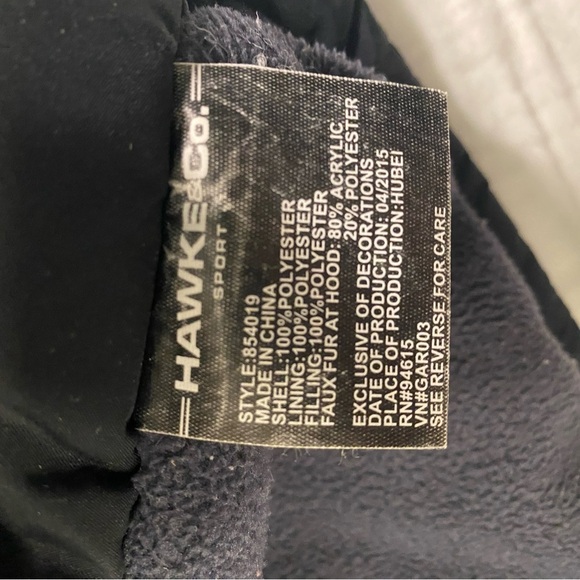 HAWKE & Co.
SPORT
STYLE:854019
MADE IN CHINA
SHELL:100%POLYESTER
LINING:100%POLYESTER
FILLING:100%POLYESTER
FAUX FUR AT HOOD: 80% ACRYLIC
20% POLYESTER
EXCLUSIVE OF DECORATIONS
DATE OF PRODUCTION: 04/2015
PLACE OF PRODUCTION:HUBEI
RN#94615
VN#GAR003
SEE REVERSE FOR CARE